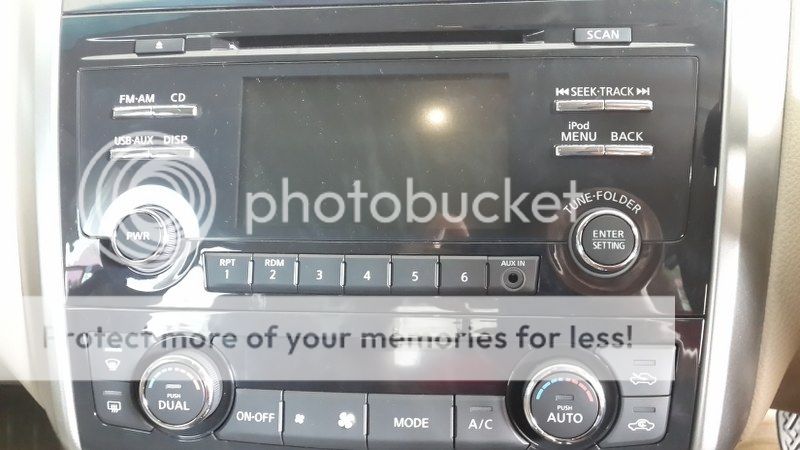 SCAN
FM·AM CD
SEEK·TRACK
USB·AUX DISP
iPod
MENU BACK
photobucket
TUNE·FOLDER
PWR
ENTER
SETTING
RPT
1
RDM
2
3
4
5
6
AUX IN
Protect more of your memories for less!
PUSH
DUAL
ON·OFF
MODE
A/C
PUSH
AUTO